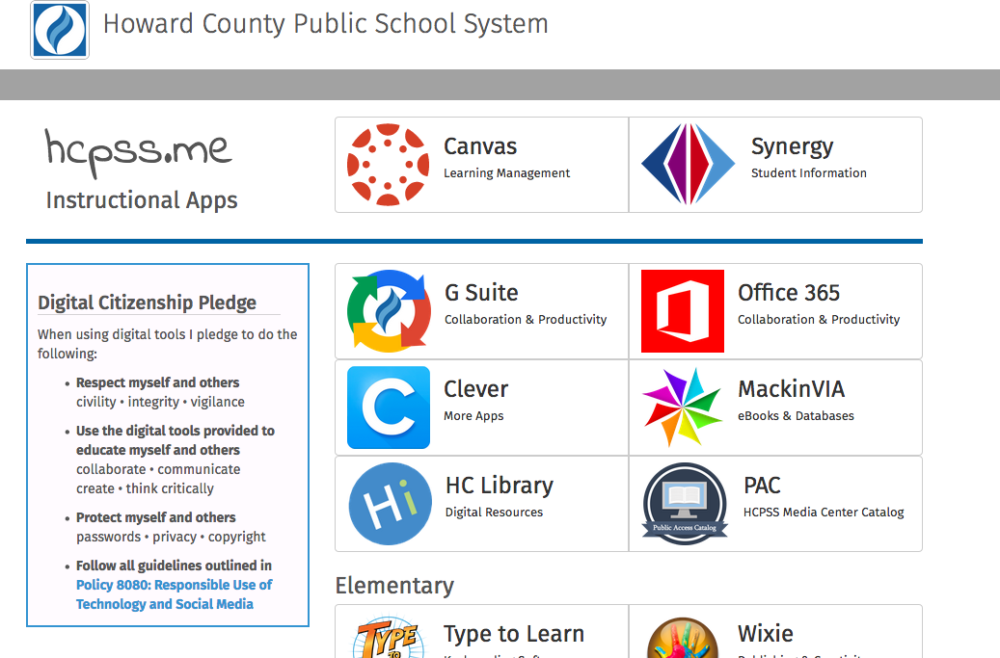 Howard County Public School System
hcpss.me
Instructional Apps
Canvas
Learning Management
Synergy
Student Information
Digital Citizenship Pledge
When using digital tools I pledge to do the
following:
• Respect myself and others
civility • integrity • vigilance
• Use the digital tools provided to
educate myself and others
collaborate • communicate
create • think critically
• Protect myself and others
passwords • privacy • copyright
• Follow all guidelines outlined in
Policy 8080: Responsible Use of
Technology and Social Media
G Suite
Collaboration & Productivity
Office 365
Collaboration & Productivity
C
Clever
More Apps
MackinVIA
eBooks & Databases
Hi
HC Library
Digital Resources
Public Access Catalog
PAC
HCPSS Media Center Catalog
Elementary
TYPE
TO
Type to Learn
Wixie